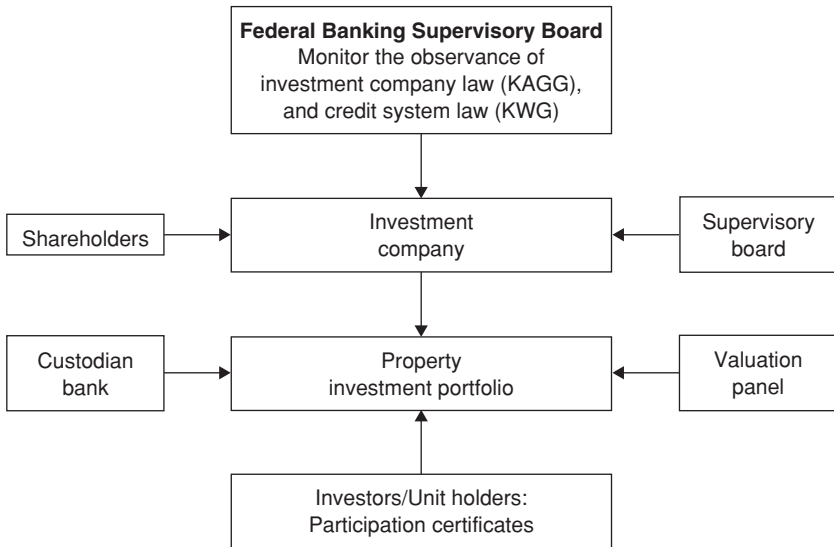 Federal Banking Supervisory Board
Monitor the observance of
investment company law (KAGG),
and credit system law (KWG)
Shareholders
Investment
company
Supervisory
board
Custodian
bank
Property
investment portfolio
Valuation
panel
Investors/Unit holders:
Participation certificates